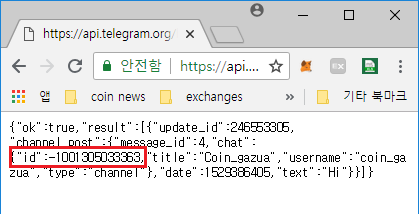 https://api.telegram.org/
안전함 https://api....
앱 coin news exchanges » 기타 북마크
{"ok":true,"result":[{"update_id":246553305,
"channel_post":{"message_id":4,"chat":
{"id":-1001305033363,"title":"Coin_gazua","username":"coin_ga
zua","type":"channel"},"date":1529386405,"text":"Hi"}}]}